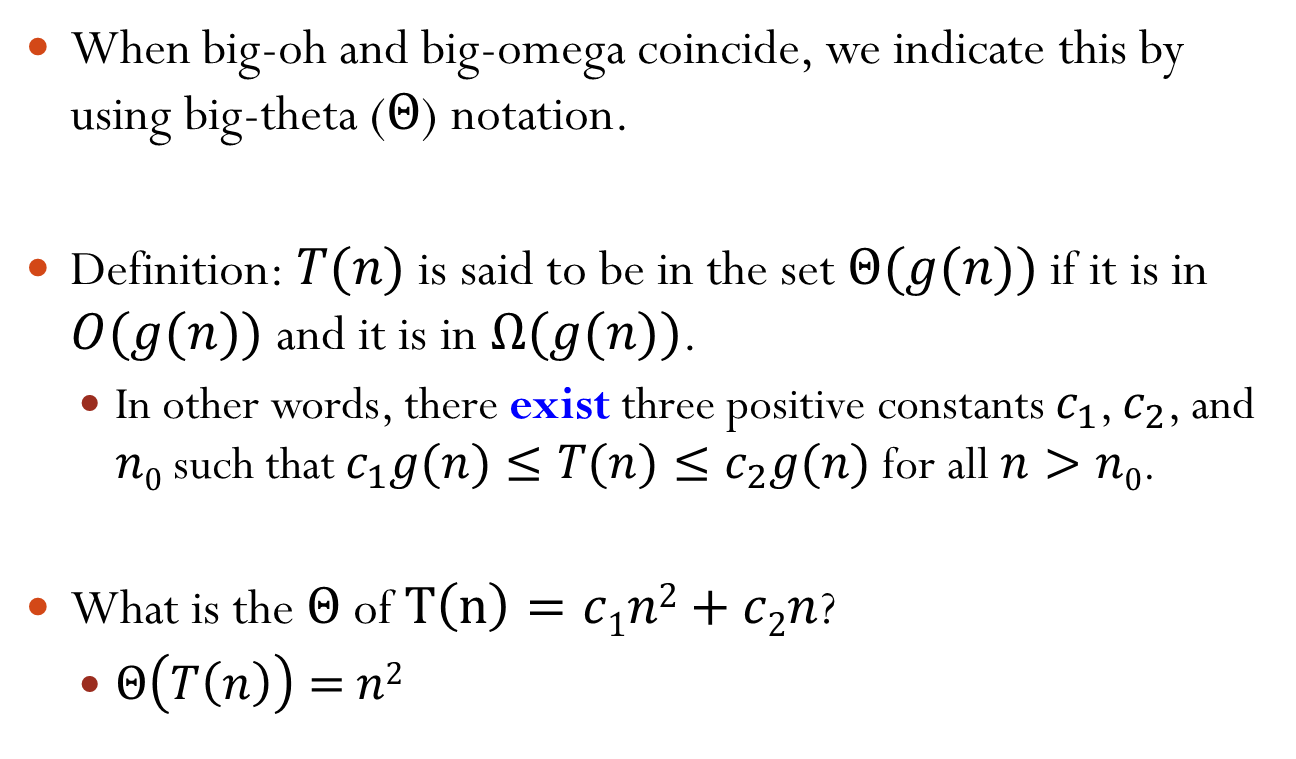 • When big-oh and big-omega coincide, we indicate this by
using big-theta (Θ) notation.
• Definition: T(n) is said to be in the set Θ(g(n)) if it is in
O(g(n)) and it is in Ω(g(n)).
• In other words, there exist three positive constants c₁, c₂, and
n₀ such that c₁g(n) ≤ T(n) ≤ c₂g(n) for all n > n₀.
• What is the Θ of T(n) = c₁n² + c₂n?
• Θ(T(n)) = n²